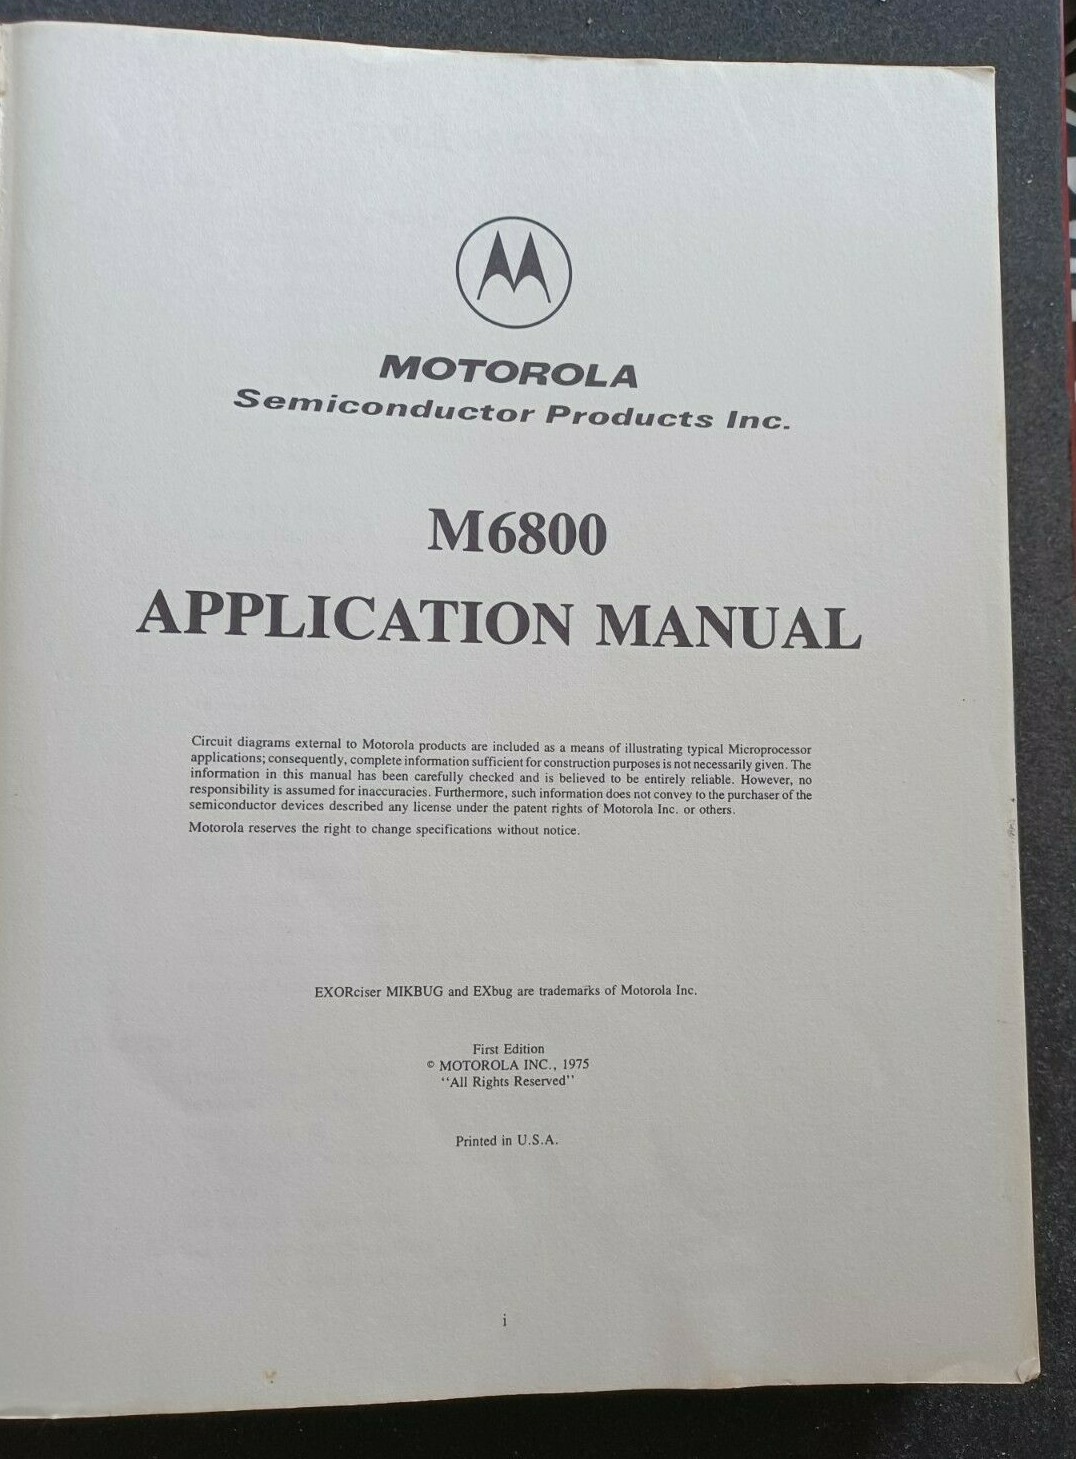 MOTOROLA
Semiconductor Products Inc.
M6800
APPLICATION MANUAL
Circuit diagrams external to Motorola products are included as a means of illustrating typical Microprocessor
applications; consequently, complete information sufficient for construction purposes is not necessarily given. The
information in this manual has been carefully checked and is believed to be entirely reliable. However, no
responsibility is assumed for inaccuracies. Furthermore, such information does not convey to the purchaser of the
semiconductor devices described any license under the patent rights of Motorola Inc. or others.
Motorola reserves the right to change specifications without notice.
EXORciser MIKBUG and EXbug are trademarks of Motorola Inc.
First Edition
© MOTOROLA INC., 1975
"All Rights Reserved"
Printed in U.S.A.
i